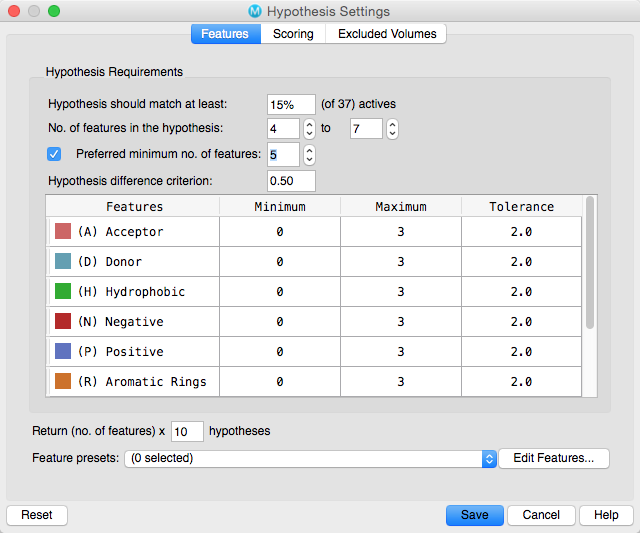 Hypothesis Settings
Features Scoring Excluded Volumes
Hypothesis Requirements
Hypothesis should match at least: 15% (of 37) actives
No. of features in the hypothesis: 4 to 7
Preferred minimum no. of features: 5
Hypothesis difference criterion: 0.50
Features Minimum Maximum Tolerance
(A) Acceptor 0 3 2.0
(D) Donor 0 3 2.0
(H) Hydrophobic 0 3 2.0
(N) Negative 0 3 2.0
(P) Positive 0 3 2.0
(R) Aromatic Rings 0 3 2.0
Return (no. of features) x 10 hypotheses
Feature presets: (0 selected) Edit Features...
Reset Save Cancel Help